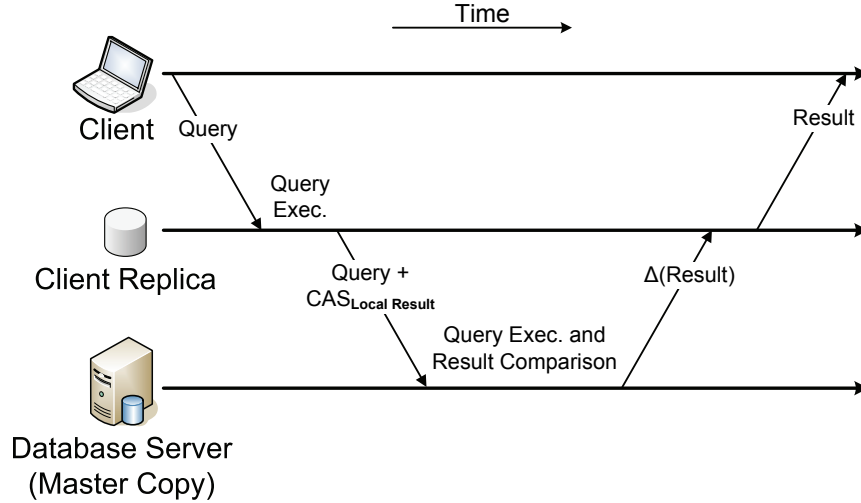 Time
Client
Query
Result
Query
Exec.
Client Replica
Query +
CASLocal Result
Δ(Result)
Query Exec. and
Result Comparison
Database Server
(Master Copy)